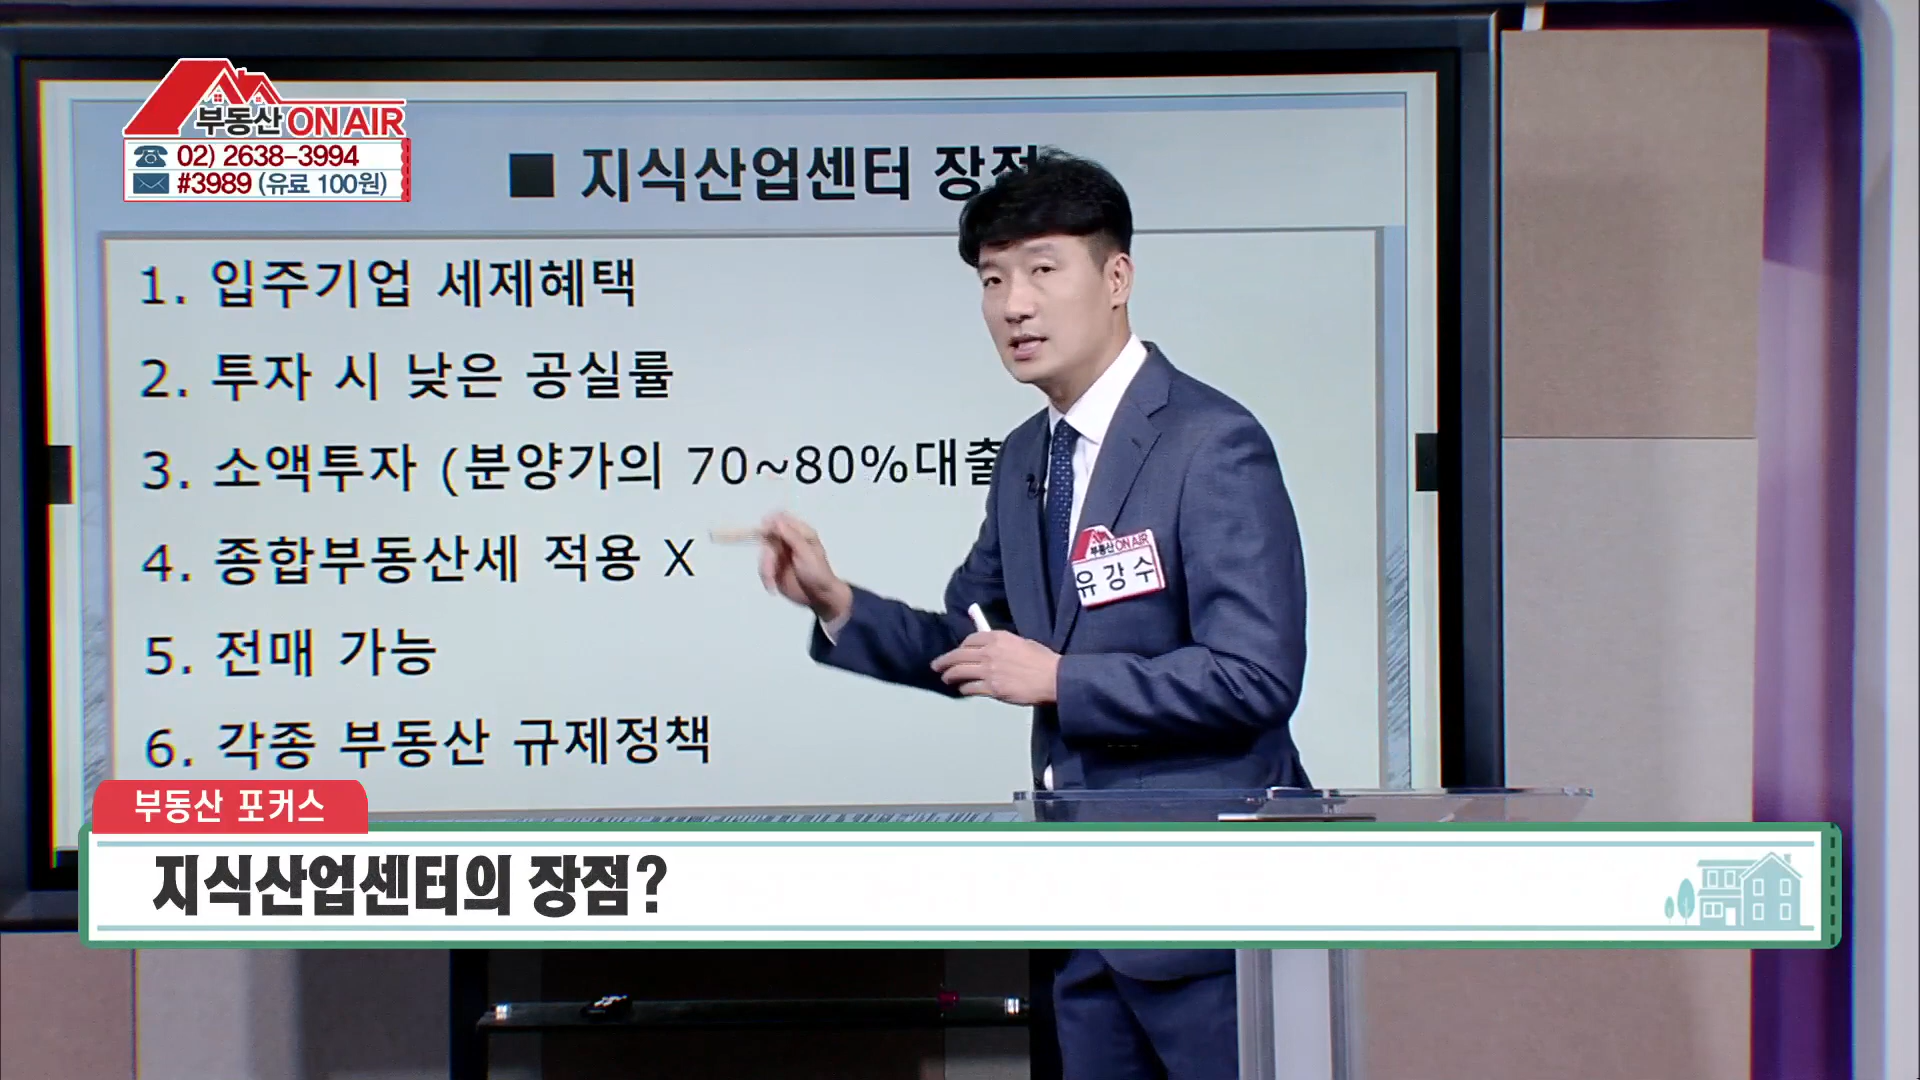 부동산 ON AIR
02) 2638-3994
#3989 (유료 100원)
■ 지식산업센터 장점
1. 입주기업 세제혜택
2. 투자 시 낮은 공실률
3. 소액투자 (분양가의 70~80%대출
4. 종합부동산세 적용 X
5. 전매 가능
6. 각종 부동산 규제정책
부동산 ON AIR
유강수
부동산 포커스
지식산업센터의 장점?